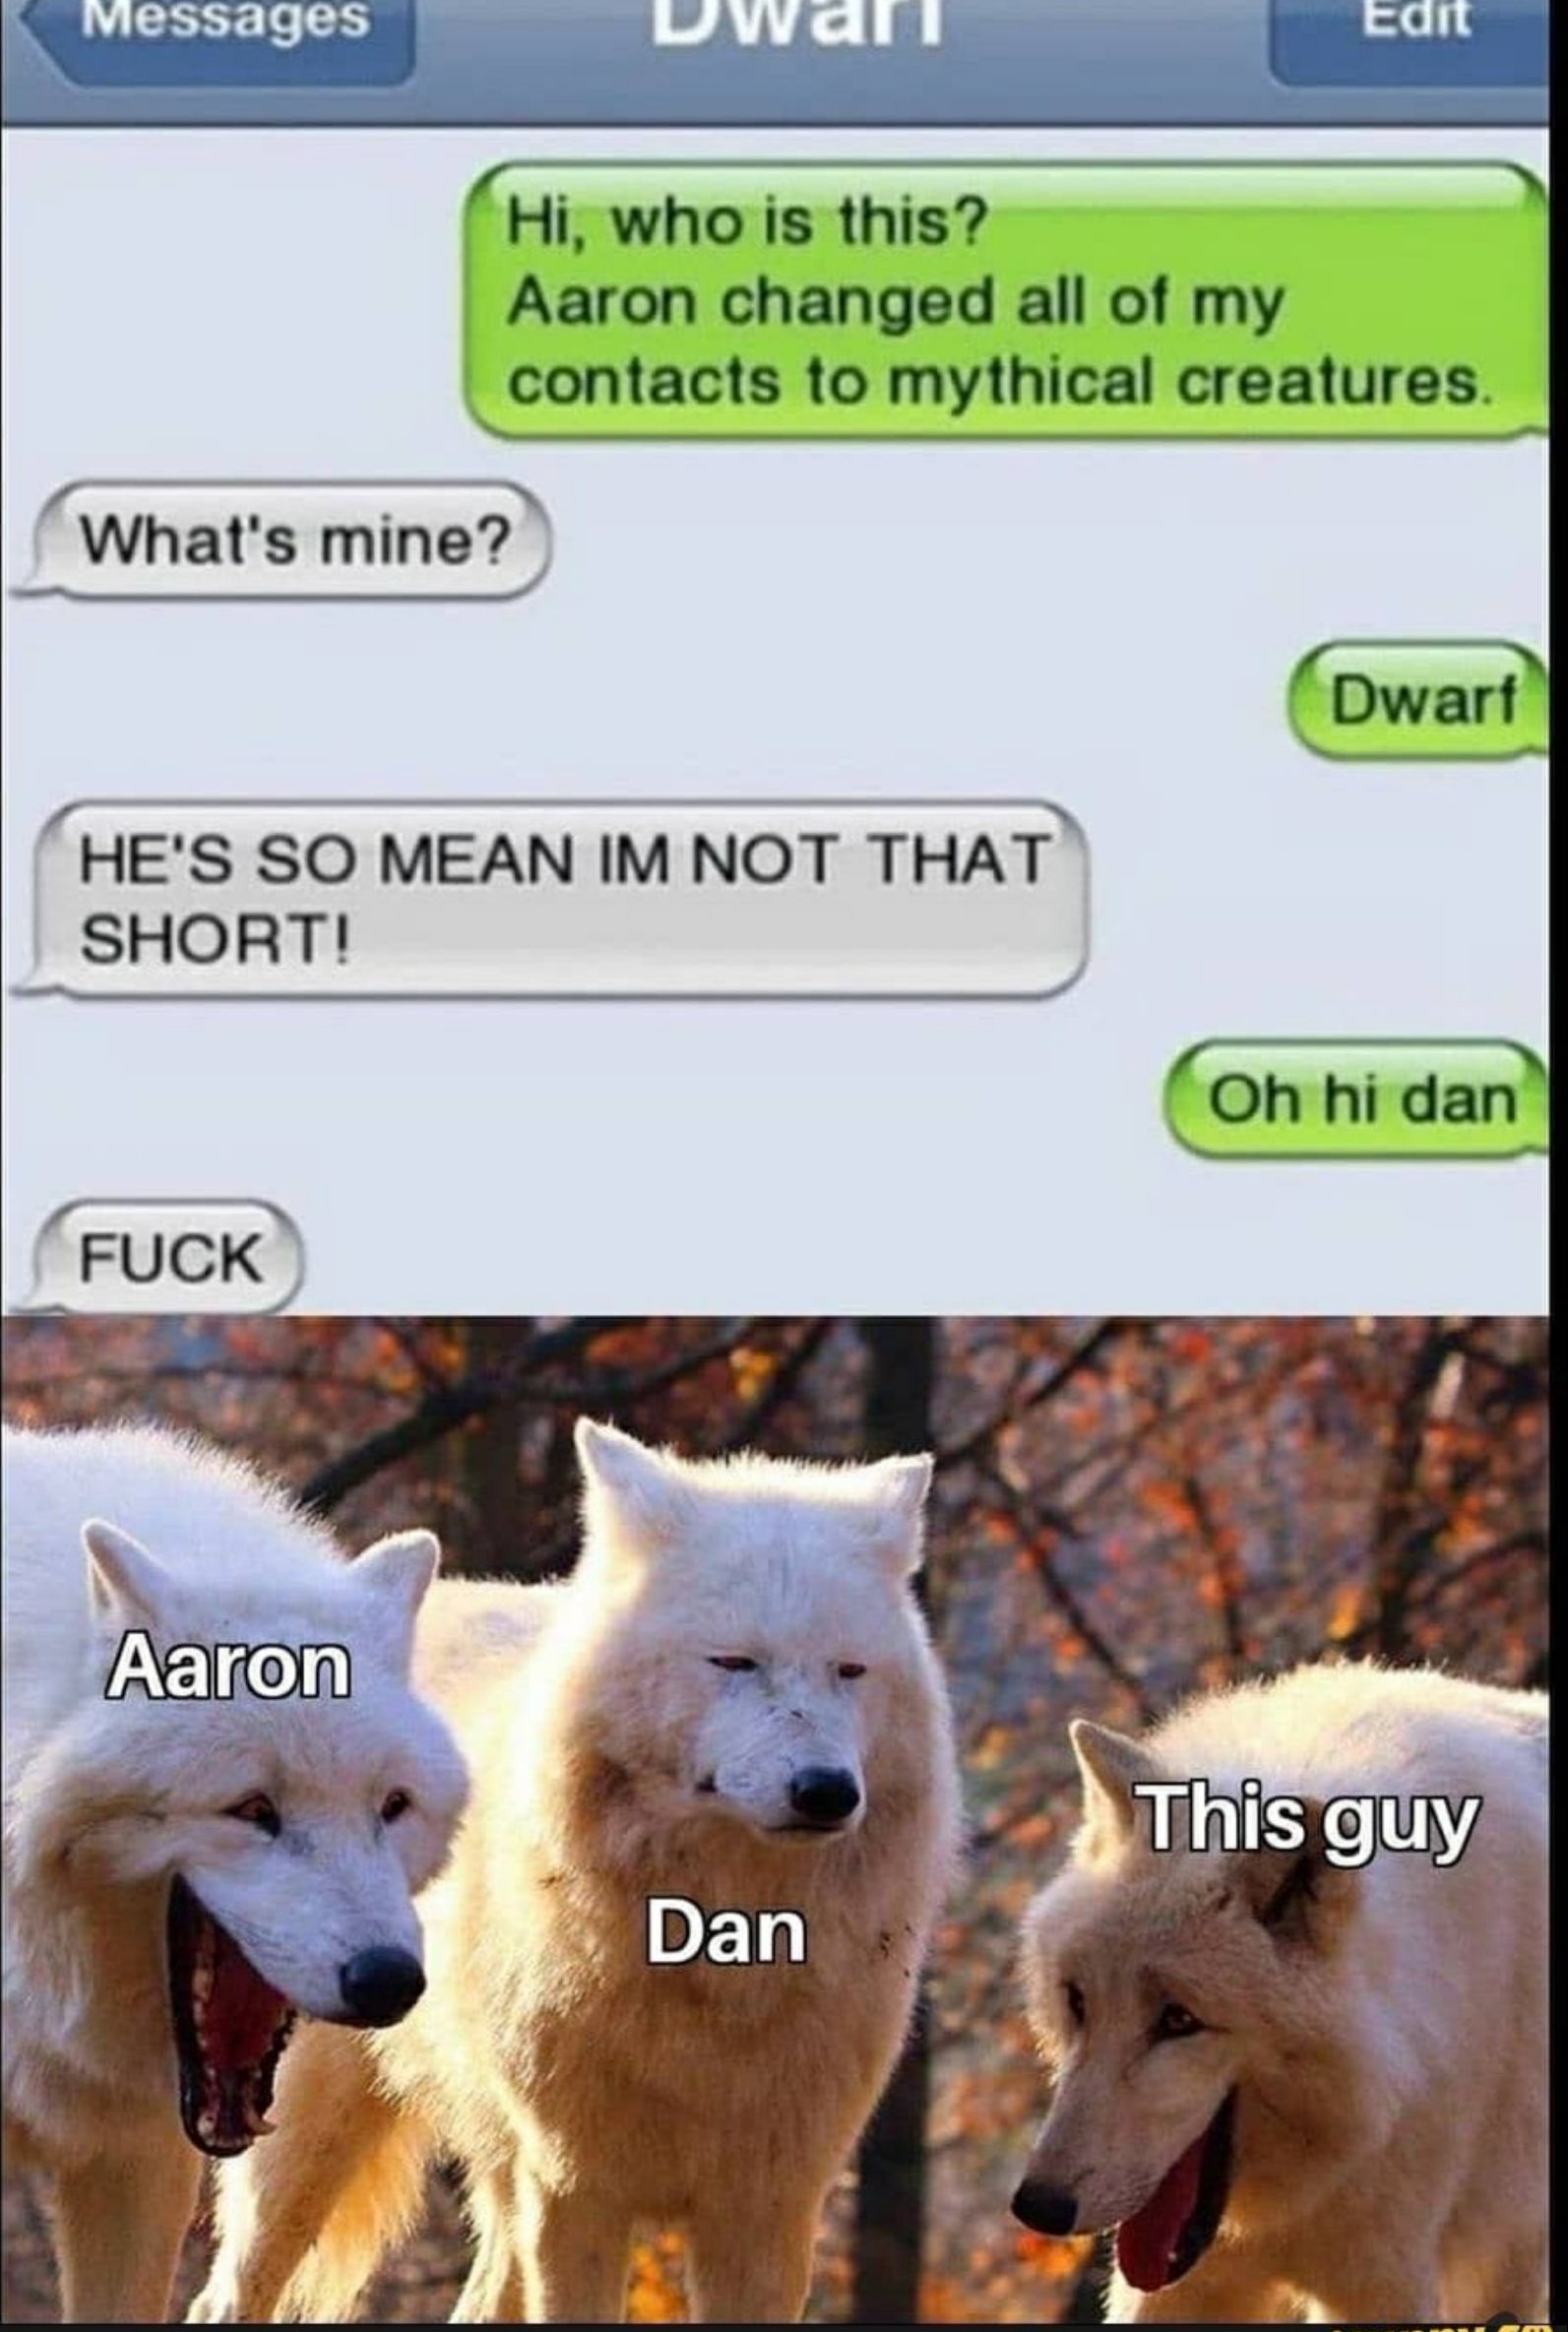 Messages
Dwarf
Edit
Hi, who is this?
Aaron changed all of my
contacts to mythical creatures.
What's mine?
Dwarf
HE'S SO MEAN IM NOT THAT
SHORT!
Oh hi dan
FUCK
Aaron
This guy
Dan